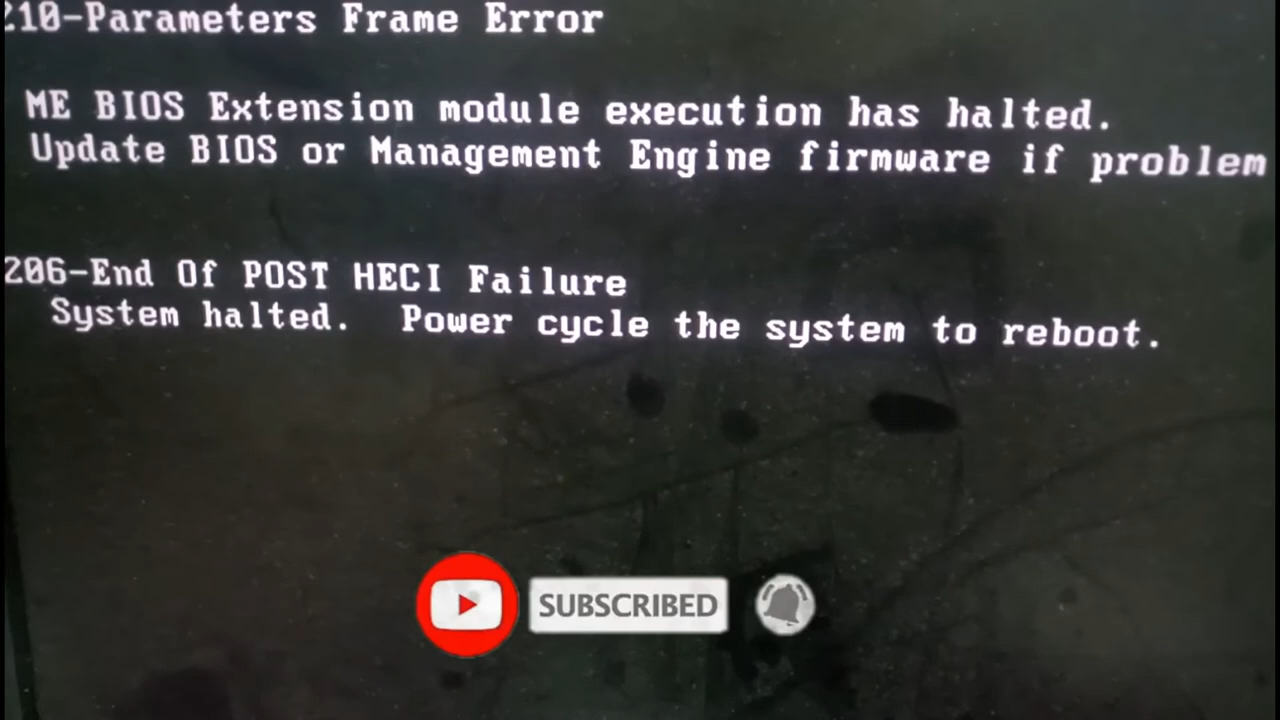 210-Parameters Frame Error
ME BIOS Extension module execution has halted.
Update BIOS or Management Engine firmware if problem
206-End Of POST HECI Failure
System halted. Power cycle the system to reboot.
SUBSCRIBED